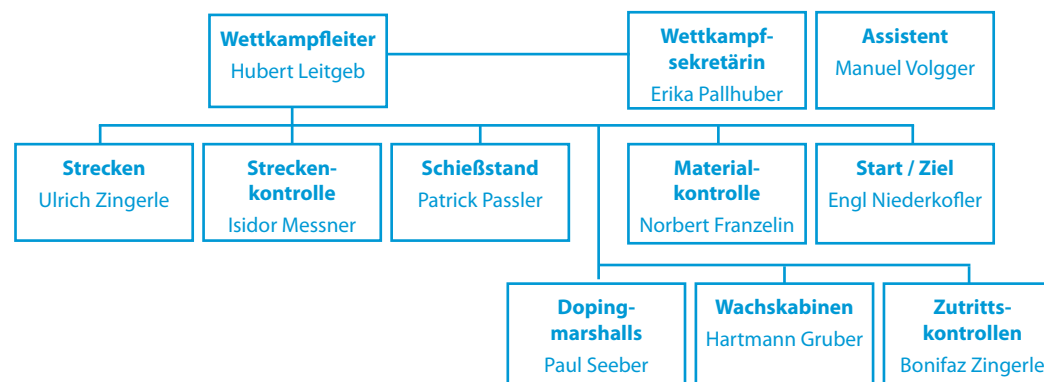 Wettkampfleiter
Hubert Leitgeb
Wettkampf-
sekretärin
Erika Pallhuber
Assistent
Manuel Volgger
Strecken
Ulrich Zingerle
Strecken-
kontrolle
Isidor Messner
Schießstand
Patrick Passler
Material-
kontrolle
Norbert Franzelin
Start / Ziel
Engl Niederkofler
Doping-
marshalls
Paul Seeber
Wachskabinen
Hartmann Gruber
Zutritts-
kontrollen
Bonifaz Zingerle